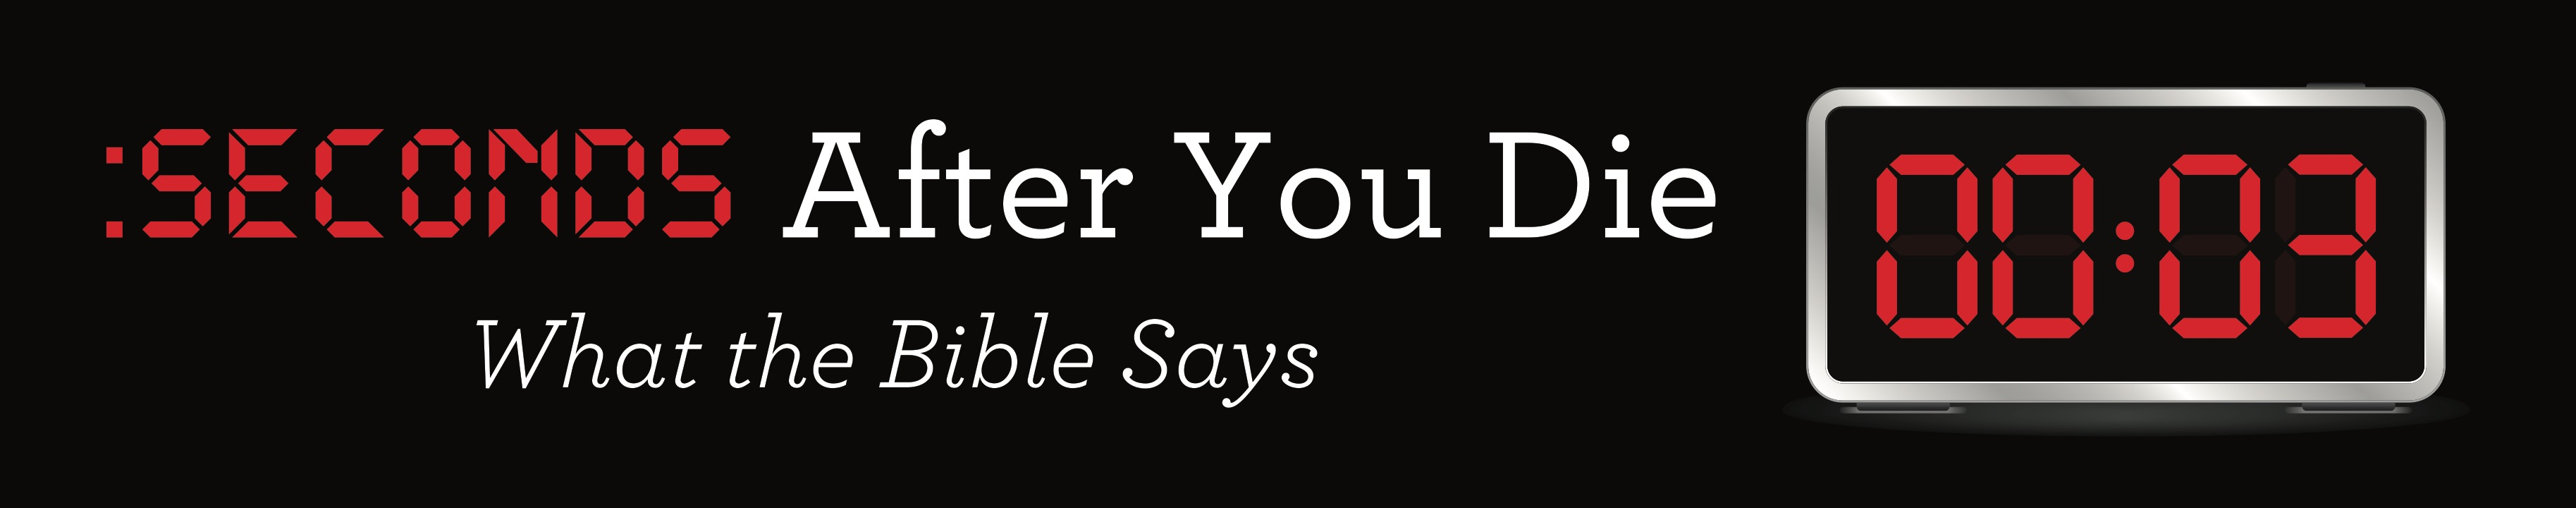 :SECONDS After You Die
What the Bible Says
00:03